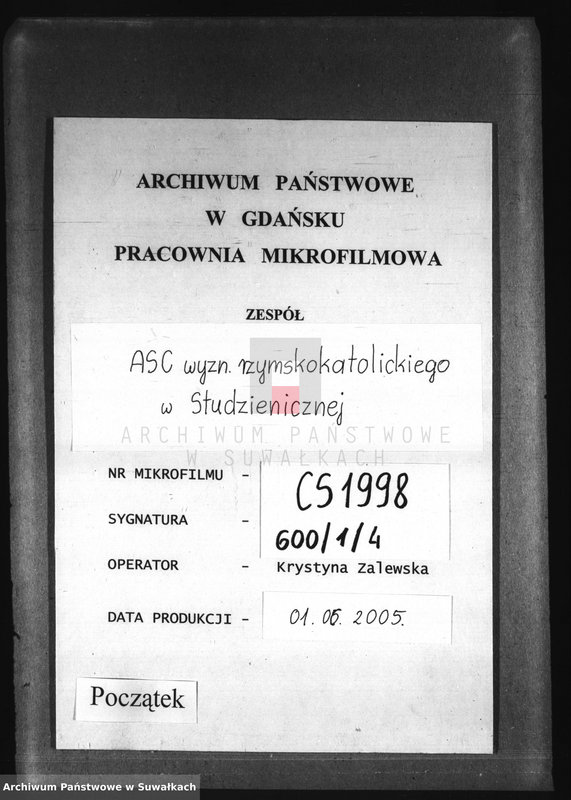 ARCHIWUM PAŃSTWOWE
W GDAŃSKU
PRACOWNIA MIKROFILMOWA
ZESPÓŁ
ASC wyzn. rzymskokatolickiego
w Studzienicznej
ARCHIWUM PAŃSTWOWE
W SUWAŁKACH
NR MIKROFILMU - CS1998
SYGNATURA - 600/1/4
OPERATOR - Krystyna Zalewska
DATA PRODUKCJI - 01. 06. 2005.
Początek
Archiwum Państwowe w Suwałkach